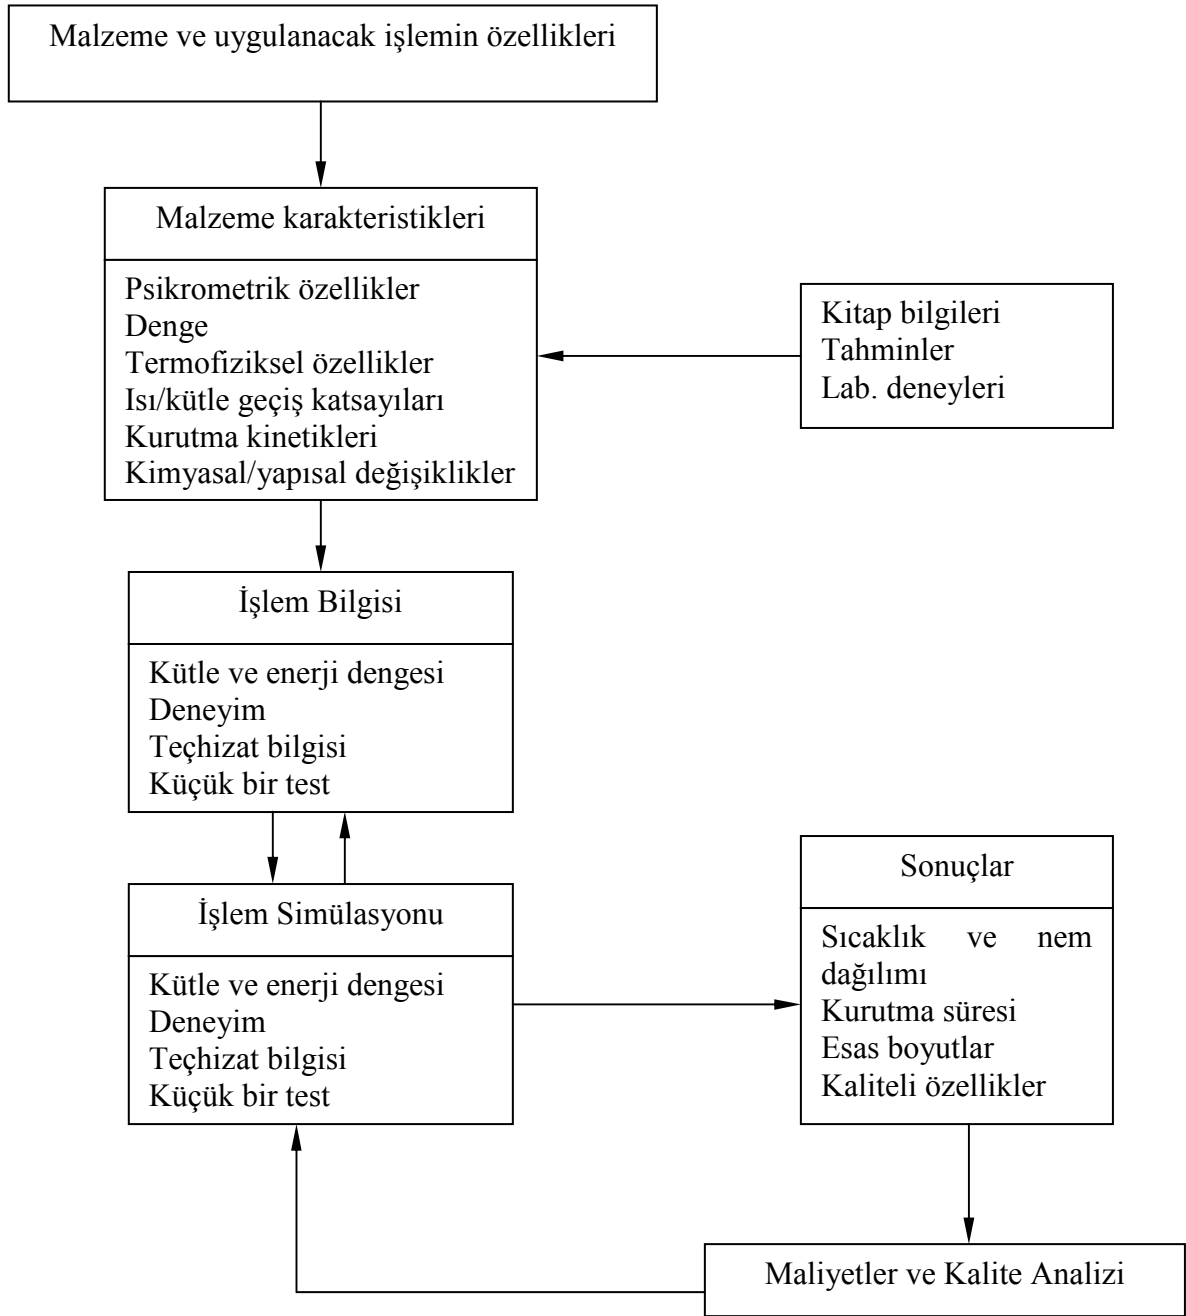 Malzeme ve uygulanacak işlemin özellikleri
Malzeme karakteristikleri
Psikrometrik özellikler
Denge
Termofiziksel özellikler
Isı/kütle geçiş katsayıları
Kurutma kinetikleri
Kimyasal/yapısal değişiklikler
Kitap bilgileri
Tahminler
Lab. deneyleri
İşlem Bilgisi
Kütle ve enerji dengesi
Deneyim
Teçhizat bilgisi
Küçük bir test
İşlem Simülasyonu
Kütle ve enerji dengesi
Deneyim
Teçhizat bilgisi
Küçük bir test
Sonuçlar
Sıcaklık ve nem
dağılımı
Kurutma süresi
Esas boyutlar
Kaliteli özellikler
Maliyetler ve Kalite Analizi